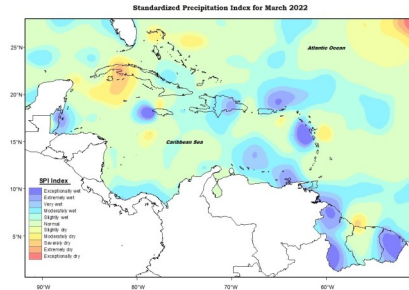 Standardized Precipitation Index for March 2022
25°N
Atlantic Ocean
20°N
15°N
Caribbean Sea
SPI Index
Exceptionally wet
Extremely wet
Very wet
Moderately wet
Slightly wet
Normal
Slightly dry
Moderately dry
Severely dry
Extremely dry
Exceptionally dry
10°N
5°N
90°W
80°W
70°W
60°W